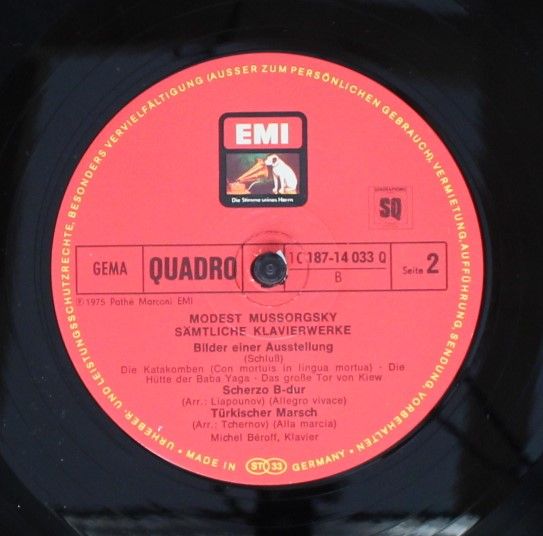 URHEBER- UND LEISTUNGSSCHUTZRECHTE, BESONDERS VERVIELFÄLTIGUNG (AUSSER ZUM PERSÖNLICHEN GEBRAUCH), VERMIETUNG, AUFFÜHRUNG, SENDUNG, VORBEHALTEN.
EMI
Die Stimme seines Herrn
SQ
GEMA
QUADRO
1C 187-14 033 Q
B
Seite 2
℗1975 Pathé Marconi EMI
MODEST MUSSORGSKY
SÄMTLICHE KLAVIERWERKE
Bilder einer Ausstellung
(Schluß)
Die Katakomben (Con mortuis in lingua mortua) · Die
Hütte der Baba Yaga · Das große Tor von Kiew
Scherzo B-dur
(Arr.: Liapounov) (Allegro vivace)
Türkischer Marsch
(Arr.: Tchernov) (Alla marcia)
Michel Béroff, Klavier
• MADE IN ST 33 GERMANY •